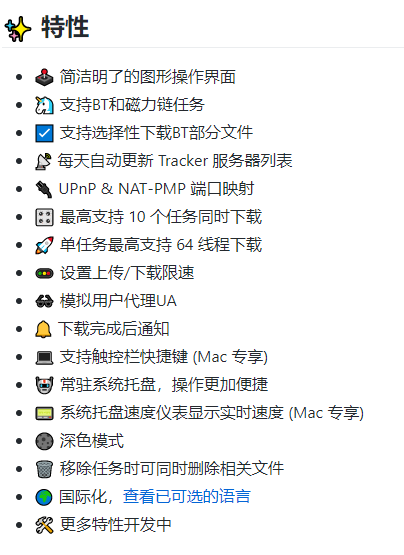 ✨ 特性
🕹️ 简洁明了的图形操作界面
🦄 支持BT和磁力链任务
☑️ 支持选择性下载BT部分文件
📡 每天自动更新 Tracker 服务器列表
🔌 UPnP & NAT-PMP 端口映射
🎛️ 最高支持 10 个任务同时下载
🚀 单任务最高支持 64 线程下载
🚥 设置上传/下载限速
🕶 模拟用户代理UA
🔔 下载完成后通知
💻 支持触控栏快捷键 (Mac 专享)
🤖 常驻系统托盘，操作更加便捷
📟 系统托盘速度仪表显示实时速度 (Mac 专享)
🌑 深色模式
🗑️ 移除任务时可同时删除相关文件
🌍 国际化，查看已可选的语言
🛠️ 更多特性开发中